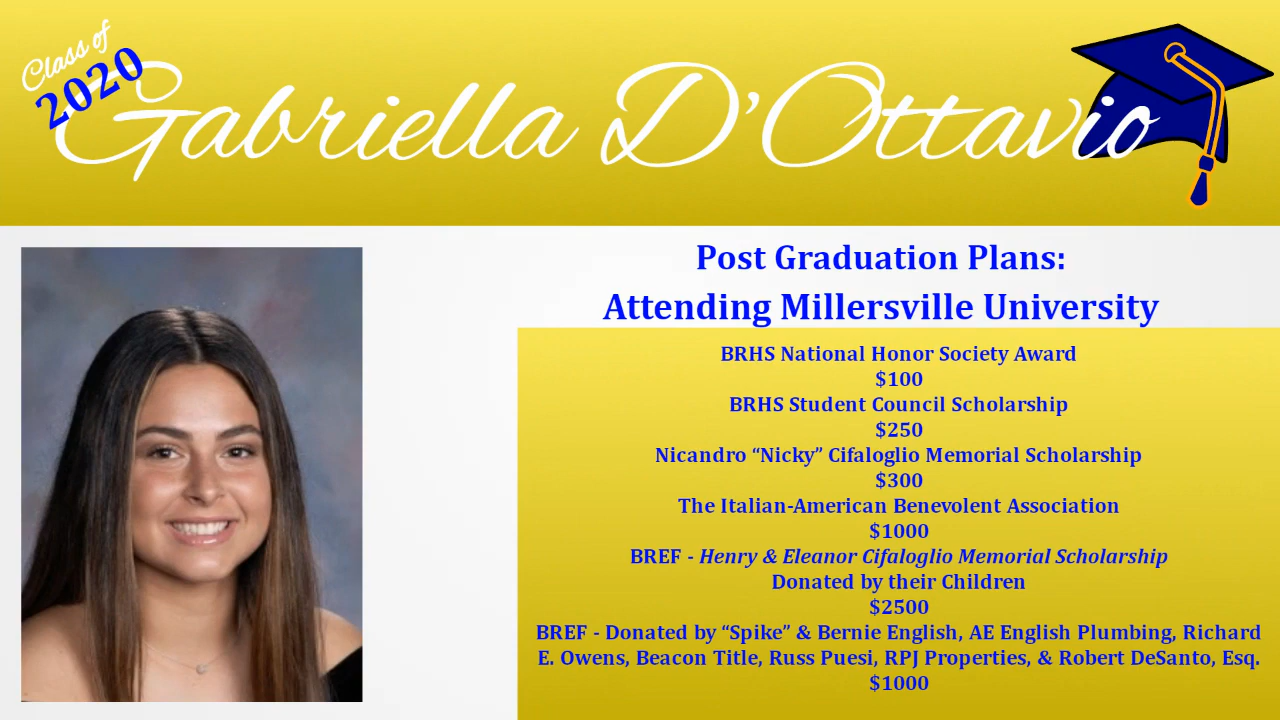 Class of
2020
Gabriella D’Ottavio
Post Graduation Plans:
Attending Millersville University
BRHS National Honor Society Award
$100
BRHS Student Council Scholarship
$250
Nicandro “Nicky” Cifaloglio Memorial Scholarship
$300
The Italian-American Benevolent Association
$1000
BREF - Henry & Eleanor Cifaloglio Memorial Scholarship
Donated by their Children
$2500
BREF - Donated by “Spike” & Bernie English, AE English Plumbing, Richard
E. Owens, Beacon Title, Russ Puesi, RPJ Properties, & Robert DeSanto, Esq.
$1000